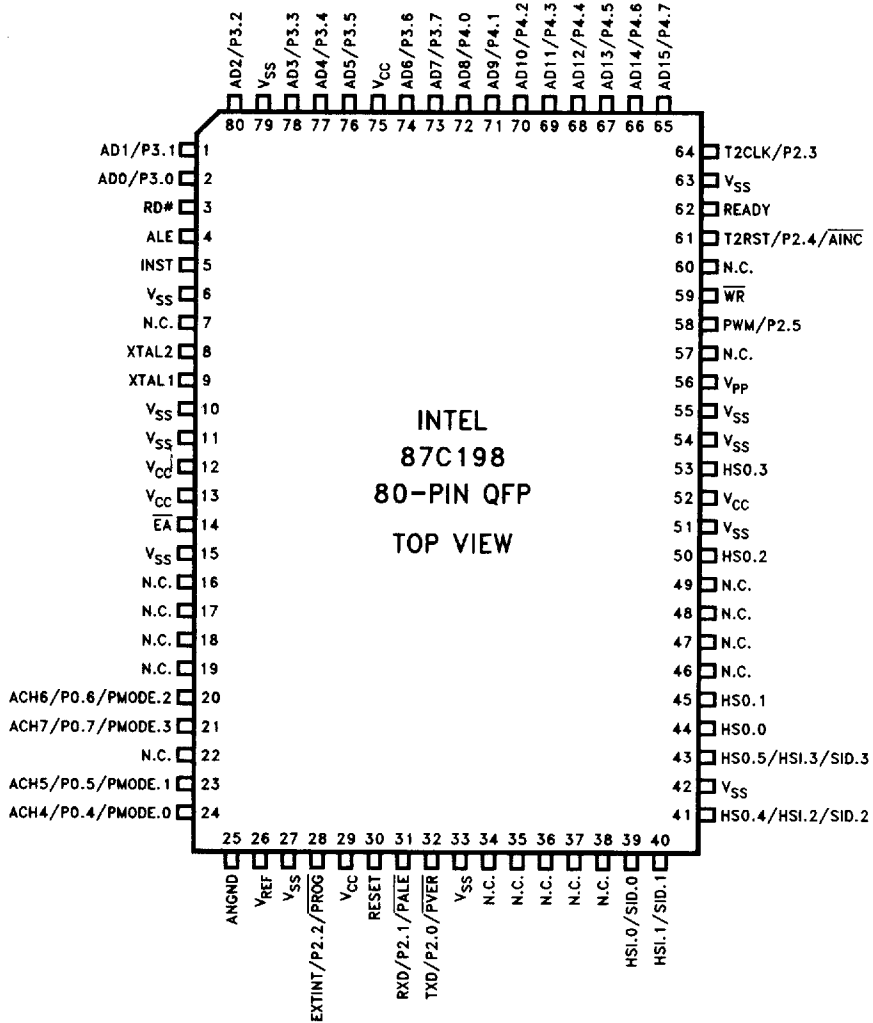 AD2/P3.2
VSS
AD3/P3.3
AD4/P3.4
AD5/P3.5
VCC
AD6/P3.6
AD7/P3.7
AD8/P4.0
AD9/P4.1
AD10/P4.2
AD11/P4.3
AD12/P4.4
AD13/P4.5
AD14/P4.6
AD15/P4.7
80 79 78 77 76 75 74 73 72 71 70 69 68 67 66 65
AD1/P3.1 1
AD0/P3.0 2
RD# 3
ALE 4
INST 5
VSS 6
N.C. 7
XTAL2 8
XTAL1 9
VSS 10
VSS 11
VCC 12
VCC 13
E̅A̅ 14
VSS 15
N.C. 16
N.C. 17
N.C. 18
N.C. 19
ACH6/P0.6/PMODE.2 20
ACH7/P0.7/PMODE.3 21
N.C. 22
ACH5/P0.5/PMODE.1 23
ACH4/P0.4/PMODE.0 24
INTEL
87C198
80-PIN QFP
TOP VIEW
64 T2CLK/P2.3
63 VSS
62 READY
61 T2RST/P2.4/A̅I̅N̅C̅
60 N.C.
59 W̅R̅
58 PWM/P2.5
57 N.C.
56 VPP
55 VSS
54 VSS
53 HSO.3
52 VCC
51 VSS
50 HSO.2
49 N.C.
48 N.C.
47 N.C.
46 N.C.
45 HSO.1
44 HSO.0
43 HSO.5/HSI.3/SID.3
42 VSS
41 HSO.4/HSI.2/SID.2
25 26 27 28 29 30 31 32 33 34 35 36 37 38 39 40
ANGND
VREF
VSS
EXTINT/P2.2/P̅R̅O̅G̅
VCC
RESET
RXD/P2.1/P̅A̅L̅E̅
TXD/P2.0/P̅V̅E̅R̅
VSS
N.C.
N.C.
N.C.
N.C.
N.C.
HSI.0/SID.0
HSI.1/SID.1